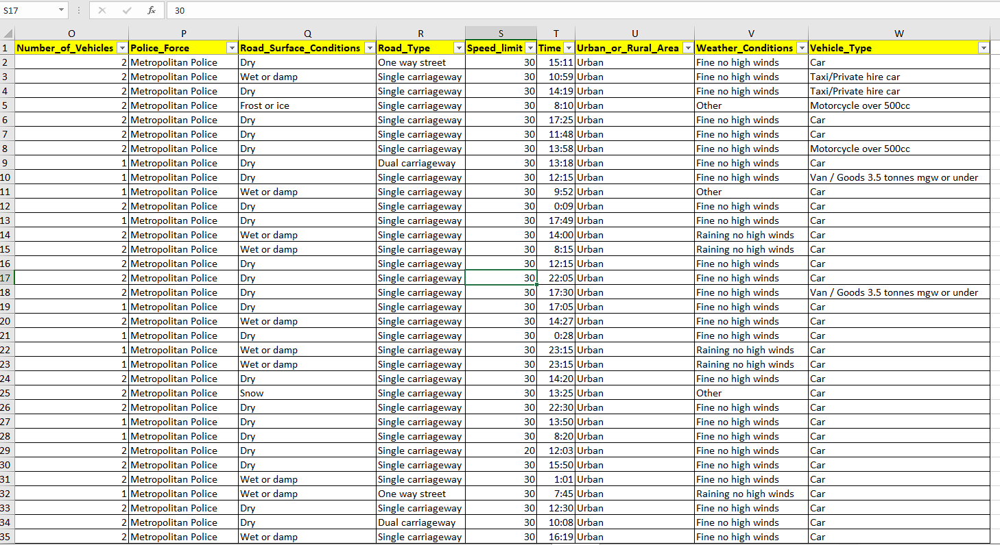 S17 fx 30
O P Q R S T U V W
1 Number_of_Vehicles Police_Force Road_Surface_Conditions Road_Type Speed_limit Time Urban_or_Rural_Area Weather_Conditions Vehicle_Type
2 2 Metropolitan Police Dry One way street 30 15:11 Urban Fine no high winds Car
3 2 Metropolitan Police Wet or damp Single carriageway 30 10:59 Urban Fine no high winds Taxi/Private hire car
4 2 Metropolitan Police Dry Single carriageway 30 14:19 Urban Fine no high winds Taxi/Private hire car
5 2 Metropolitan Police Frost or ice Single carriageway 30 8:10 Urban Other Motorcycle over 500cc
6 2 Metropolitan Police Dry Single carriageway 30 17:25 Urban Fine no high winds Car
7 2 Metropolitan Police Dry Single carriageway 30 11:48 Urban Fine no high winds Car
8 2 Metropolitan Police Dry Single carriageway 30 13:58 Urban Fine no high winds Motorcycle over 500cc
9 1 Metropolitan Police Dry Dual carriageway 30 13:18 Urban Fine no high winds Car
10 1 Metropolitan Police Dry Single carriageway 30 12:15 Urban Fine no high winds Van / Goods 3.5 tonnes mgw or under
11 1 Metropolitan Police Wet or damp Single carriageway 30 9:52 Urban Other Car
12 2 Metropolitan Police Dry Single carriageway 30 0:09 Urban Fine no high winds Car
13 1 Metropolitan Police Dry Single carriageway 30 17:49 Urban Fine no high winds Car
14 2 Metropolitan Police Wet or damp Single carriageway 30 14:00 Urban Raining no high winds Car
15 2 Metropolitan Police Wet or damp Single carriageway 30 8:15 Urban Raining no high winds Car
16 2 Metropolitan Police Dry Single carriageway 30 12:15 Urban Fine no high winds Car
17 2 Metropolitan Police Dry Single carriageway 30 22:05 Urban Fine no high winds Car
18 2 Metropolitan Police Dry Single carriageway 30 17:30 Urban Fine no high winds Van / Goods 3.5 tonnes mgw or under
19 1 Metropolitan Police Dry Single carriageway 30 17:05 Urban Fine no high winds Car
20 2 Metropolitan Police Wet or damp Single carriageway 30 14:27 Urban Fine no high winds Car
21 1 Metropolitan Police Dry Single carriageway 30 0:28 Urban Fine no high winds Car
22 1 Metropolitan Police Wet or damp Single carriageway 30 23:15 Urban Raining no high winds Car
23 1 Metropolitan Police Wet or damp Single carriageway 30 23:15 Urban Raining no high winds Car
24 2 Metropolitan Police Dry Single carriageway 30 14:20 Urban Fine no high winds Car
25 2 Metropolitan Police Snow Single carriageway 30 13:25 Urban Other Car
26 2 Metropolitan Police Dry Single carriageway 30 22:30 Urban Fine no high winds Car
27 1 Metropolitan Police Dry Single carriageway 30 13:50 Urban Fine no high winds Car
28 1 Metropolitan Police Dry Single carriageway 30 8:20 Urban Fine no high winds Car
29 2 Metropolitan Police Dry Single carriageway 20 12:03 Urban Fine no high winds Car
30 2 Metropolitan Police Dry Single carriageway 30 15:50 Urban Fine no high winds Car
31 2 Metropolitan Police Wet or damp Single carriageway 30 1:01 Urban Fine no high winds Car
32 1 Metropolitan Police Wet or damp One way street 30 7:45 Urban Raining no high winds Car
33 2 Metropolitan Police Dry Single carriageway 30 12:30 Urban Fine no high winds Car
34 2 Metropolitan Police Dry Dual carriageway 30 10:08 Urban Fine no high winds Car
35 2 Metropolitan Police Wet or damp Single carriageway 30 16:19 Urban Fine no high winds Car